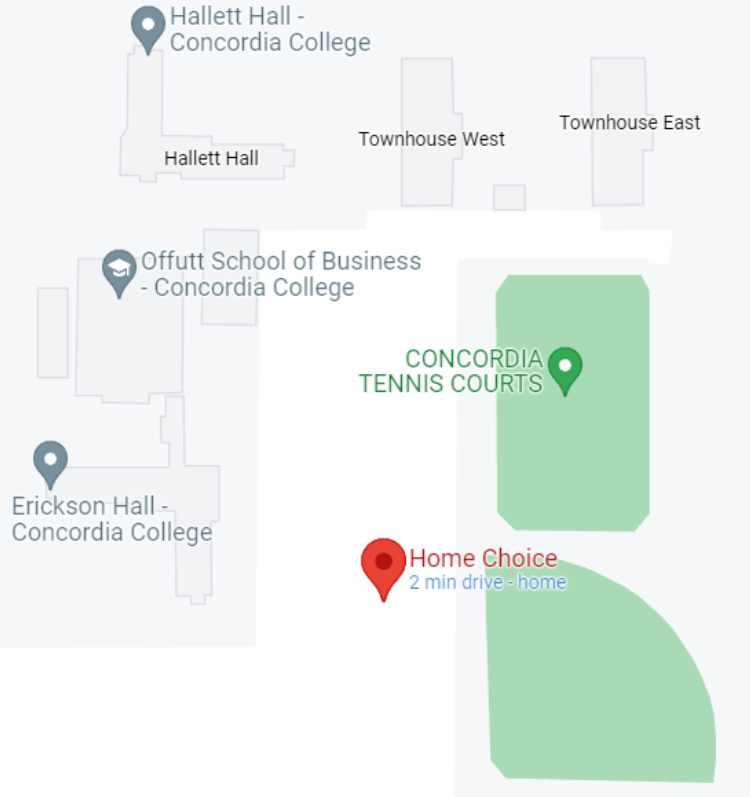 Hallett Hall -
Concordia College
Townhouse East
Townhouse West
Hallett Hall
Offutt School of Business
- Concordia College
CONCORDIA
TENNIS COURTS
Erickson Hall -
Concordia College
Home Choice
2 min drive - home